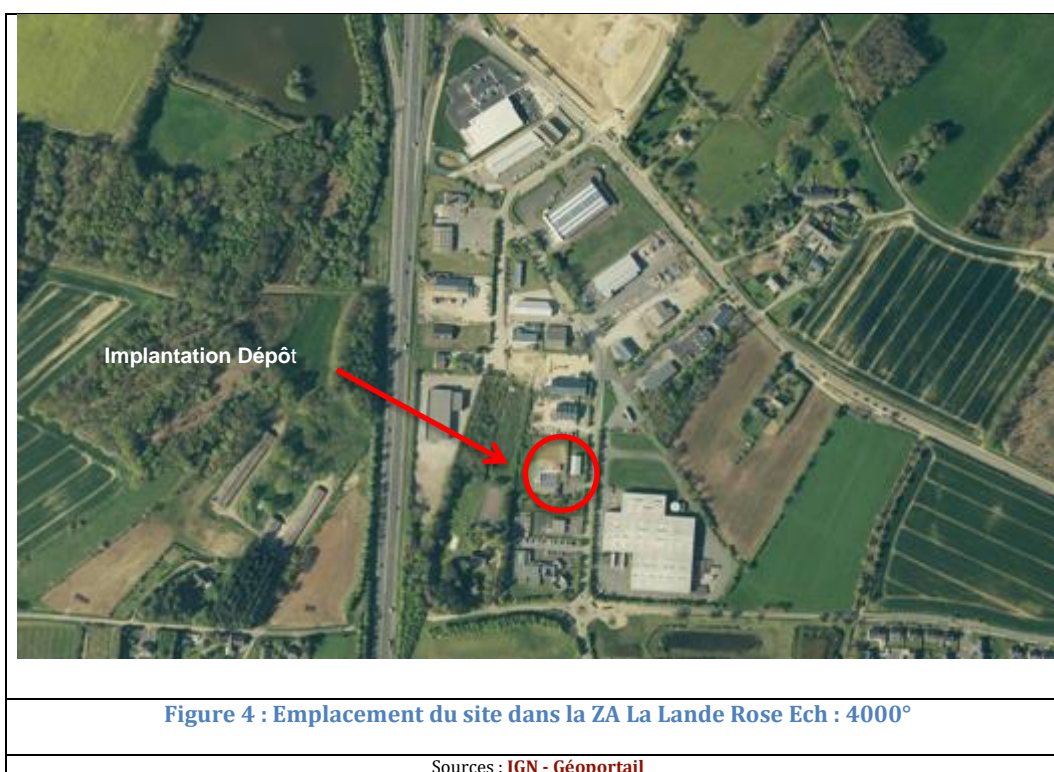 Implantation Dépôt
Figure 4 : Emplacement du site dans la ZA La Lande Rose Ech : 4000°
Sources : IGN - Géoportail